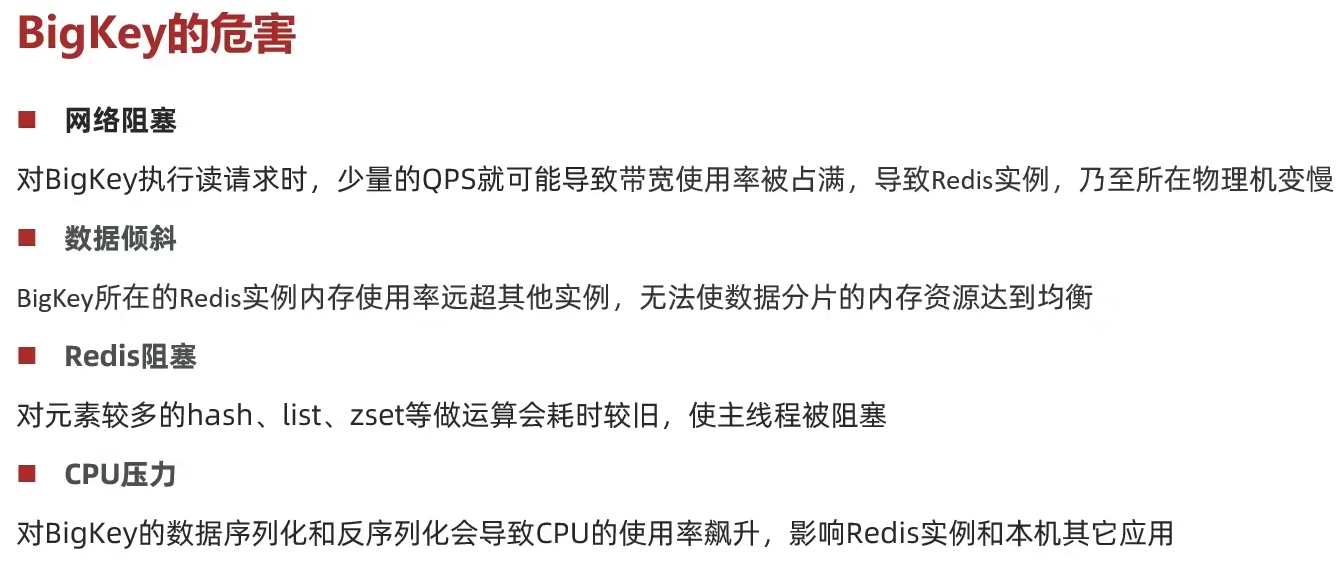 BigKey的危害
网络阻塞
对BigKey执行读请求时，少量的QPS就可能导致带宽使用率被占满，导致Redis实例，乃至所在物理机变慢
数据倾斜
BigKey所在的Redis实例内存使用率远超其他实例，无法使数据分片的内存资源达到均衡
Redis阻塞
对元素较多的hash、list、zset等做运算会耗时较旧，使主线程被阻塞
CPU压力
对BigKey的数据序列化和反序列化会导致CPU的使用率飙升，影响Redis实例和本机其它应用